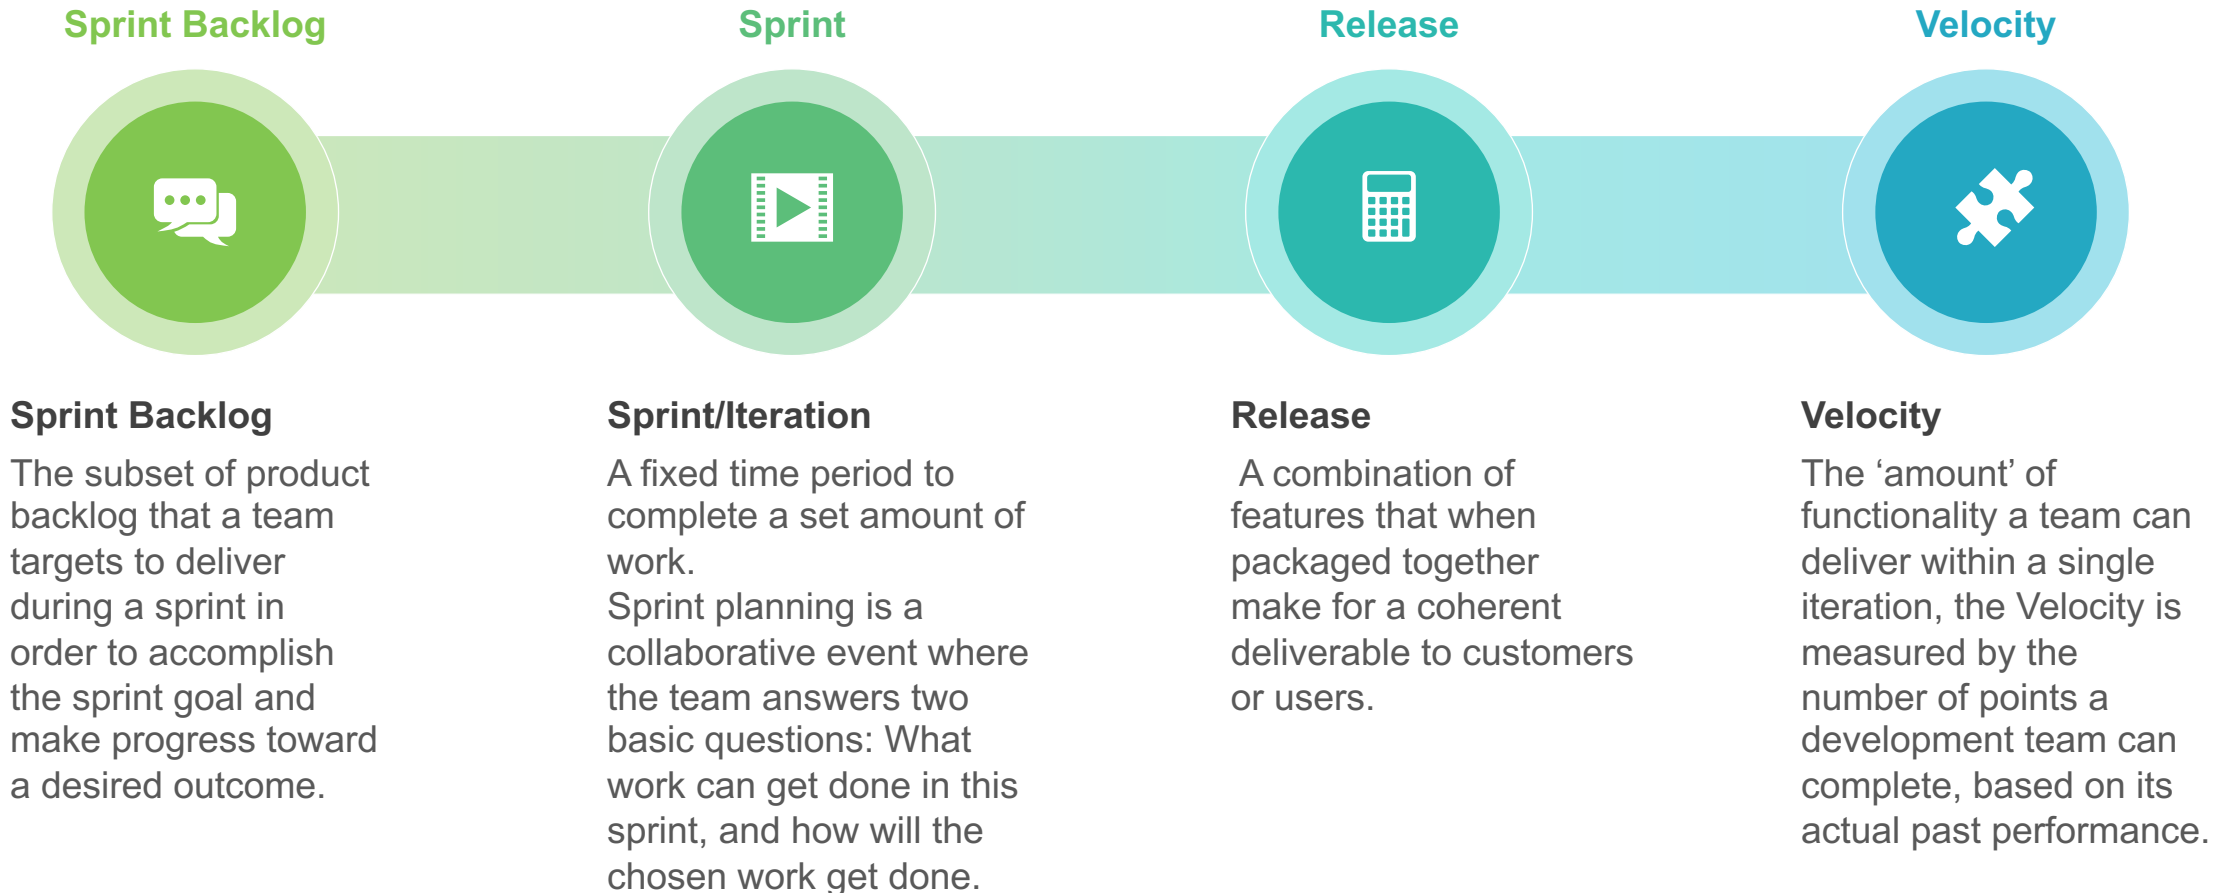 Sprint Backlog
Sprint
Release
Velocity
Sprint Backlog
The subset of product
backlog that a team
targets to deliver
during a sprint in
order to accomplish
the sprint goal and
make progress toward
a desired outcome.
Sprint/Iteration
A fixed time period to
complete a set amount of
work.
Sprint planning is a
collaborative event where
the team answers two
basic questions: What
work can get done in this
sprint, and how will the
chosen work get done.
Release
A combination of
features that when
packaged together
make for a coherent
deliverable to customers
or users.
Velocity
The ‘amount’ of
functionality a team can
deliver within a single
iteration, the Velocity is
measured by the
number of points a
development team can
complete, based on its
actual past performance.